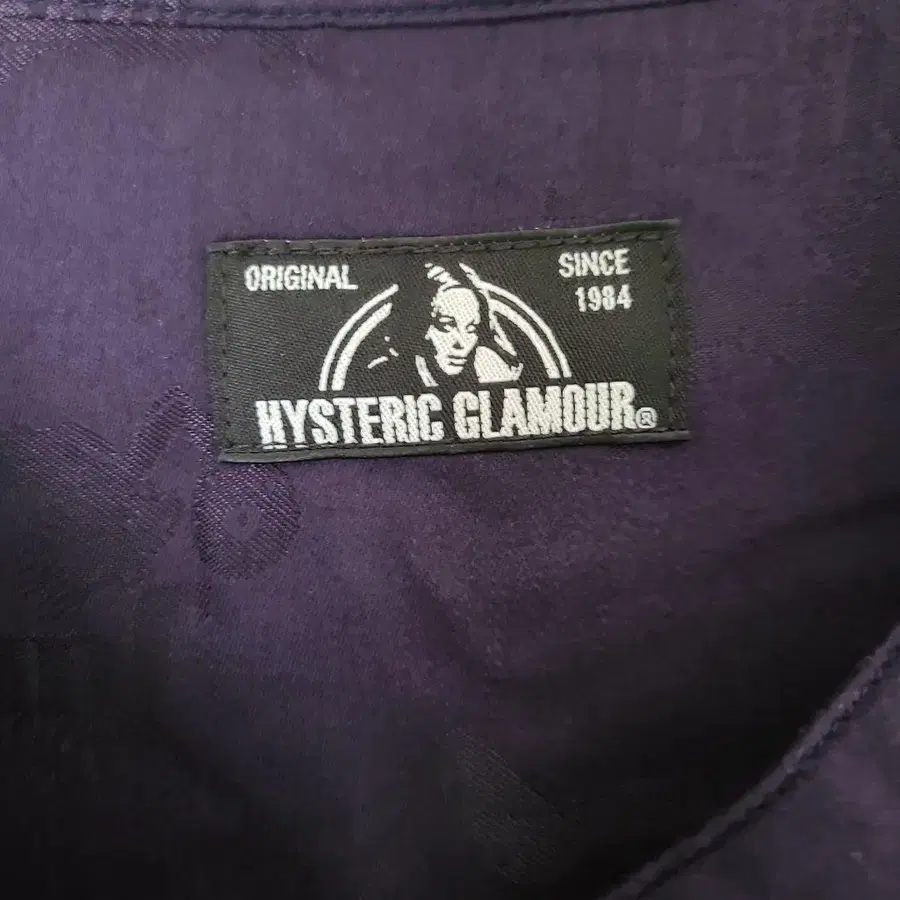 ORIGINAL
SINCE
1984
HYSTERIC GLAMOUR®